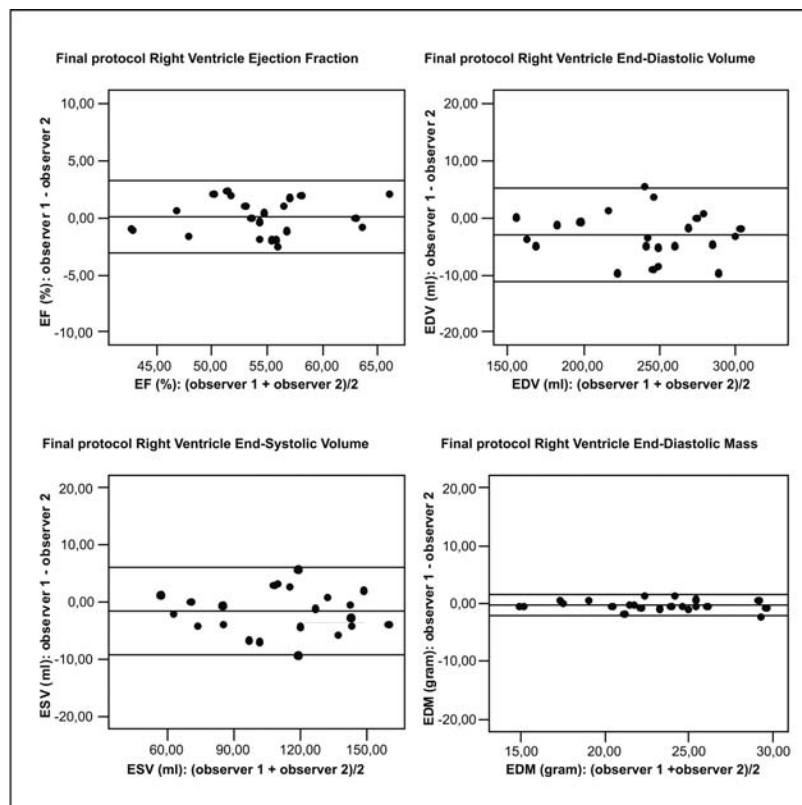 Final protocol Right Ventricle Ejection Fraction
10,00
5,00
0,00
-5,00
-10,00
EF (%): observer 1 - observer 2
45,00 50,00 55,00 60,00 65,00
EF (%): (observer 1 + observer 2)/2
Final protocol Right Ventricle End-Diastolic Volume
20,00
10,00
0,00
-10,00
-20,00
EDV (ml): observer 1 - observer 2
150,00 200,00 250,00 300,00
EDV (ml): (observer 1 + observer 2)/2
Final protocol Right Ventricle End-Systolic Volume
20,00
10,00
0,00
-10,00
-20,00
ESV (ml): observer 1 - observer 2
60,00 90,00 120,00 150,00
ESV (ml): (observer 1 + observer 2)/2
Final protocol Right Ventricle End-Diastolic Mass
20,00
10,00
0,00
-10,00
-20,00
EDM (gram): observer 1 - observer 2
15,00 20,00 25,00 30,00
EDM (gram): (observer 1 +observer 2)/2